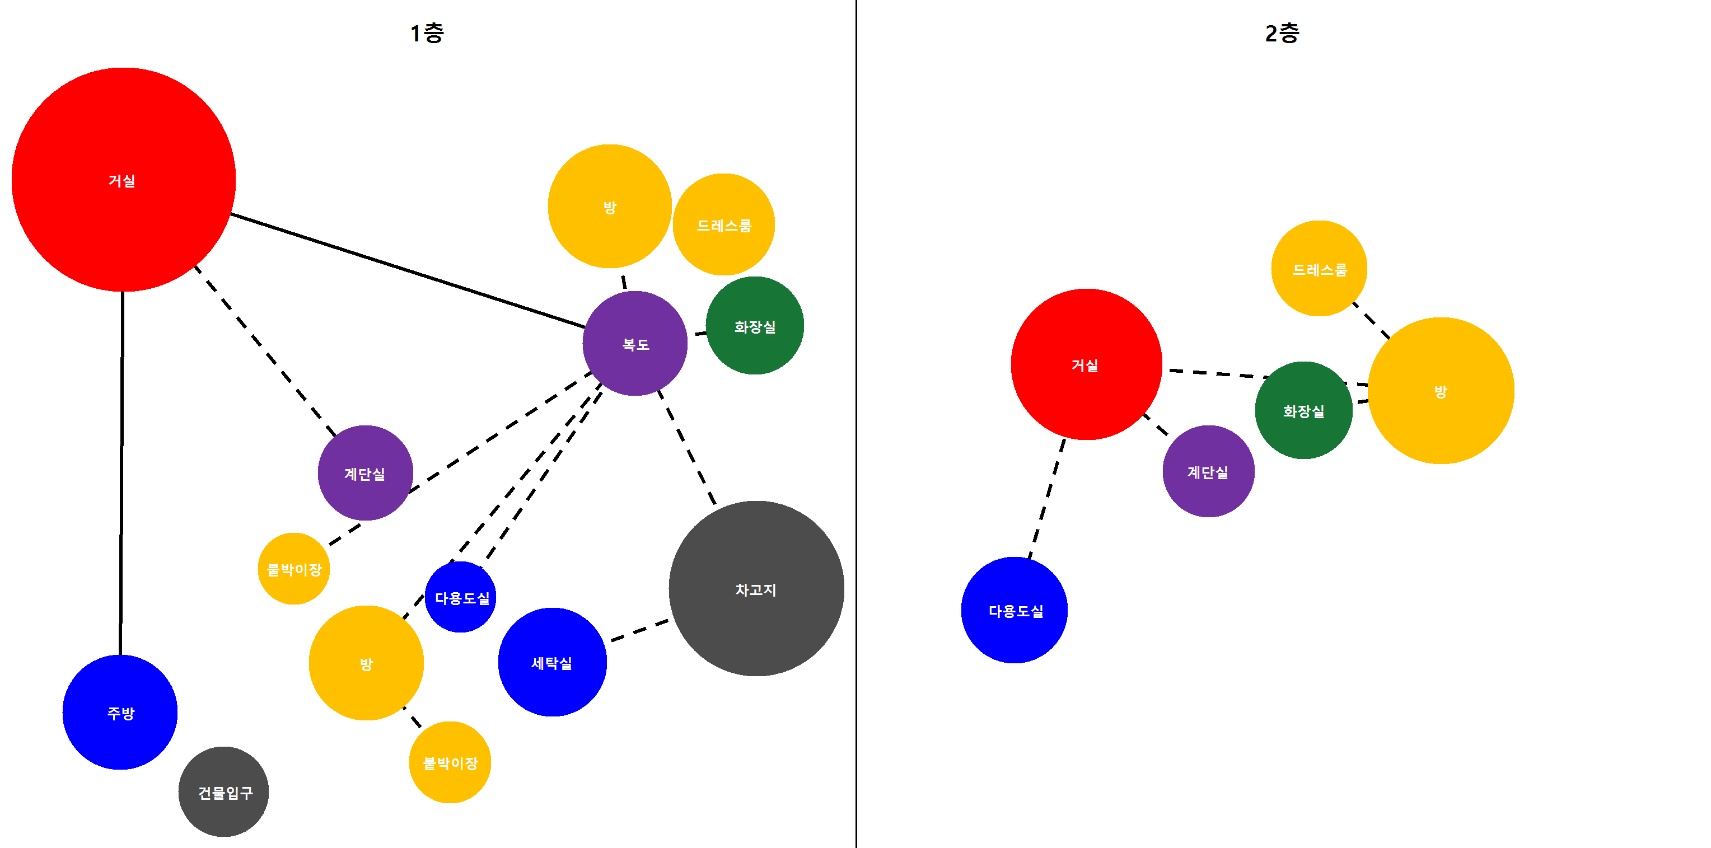 1층
거실
방
드레스룸
화장실
복도
계단실
붙박이장
다용도실
차고지
방
세탁실
주방
붙박이장
건물입구
2층
드레스룸
거실
방
화장실
계단실
다용도실